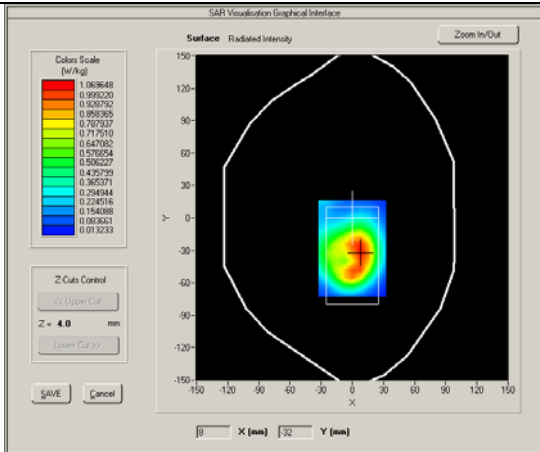 SAR Visualisation Graphical Interface
Surface Radiated Intensity
Zoom In/Out
Colors Scale
(W/kg)
1.069648
0.999220
0.928792
0.858365
0.787937
0.717510
0.647082
0.576654
0.506227
0.435799
0.365371
0.294944
0.224516
0.154088
0.083661
0.013233
150
120
90
60
30
0
-30
-60
-90
-120
-150
Y
-150 -120 -90 -60 -30 0 30 60 90 120 150
X
Z-Cuts Control
<< Upper Cut
Z = 4.0 mm
Lower Cut >>
SAVE Cancel
8 X (mm) -32 Y (mm)